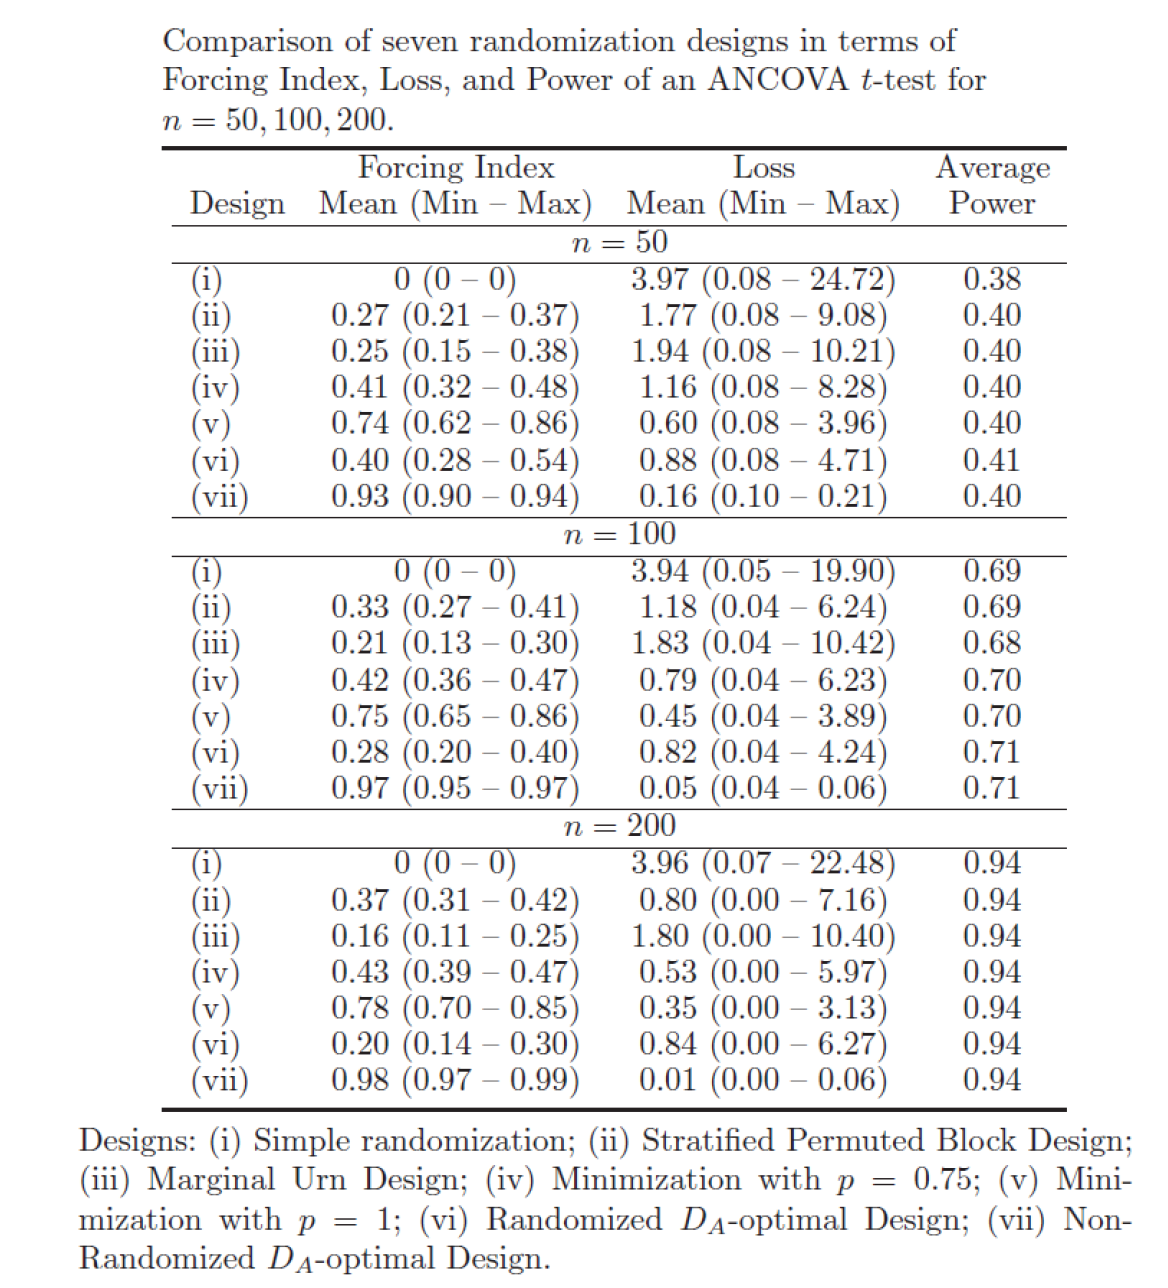 Comparison of seven randomization designs in terms of
Forcing Index, Loss, and Power of an ANCOVA t-test for
n = 50, 100, 200.
Forcing Index Loss Average
Design Mean (Min – Max) Mean (Min – Max) Power
n = 50
(i) 0 (0 – 0) 3.97 (0.08 – 24.72) 0.38
(ii) 0.27 (0.21 – 0.37) 1.77 (0.08 – 9.08) 0.40
(iii) 0.25 (0.15 – 0.38) 1.94 (0.08 – 10.21) 0.40
(iv) 0.41 (0.32 – 0.48) 1.16 (0.08 – 8.28) 0.40
(v) 0.74 (0.62 – 0.86) 0.60 (0.08 – 3.96) 0.40
(vi) 0.40 (0.28 – 0.54) 0.88 (0.08 – 4.71) 0.41
(vii) 0.93 (0.90 – 0.94) 0.16 (0.10 – 0.21) 0.40
n = 100
(i) 0 (0 – 0) 3.94 (0.05 – 19.90) 0.69
(ii) 0.33 (0.27 – 0.41) 1.18 (0.04 – 6.24) 0.69
(iii) 0.21 (0.13 – 0.30) 1.83 (0.04 – 10.42) 0.68
(iv) 0.42 (0.36 – 0.47) 0.79 (0.04 – 6.23) 0.70
(v) 0.75 (0.65 – 0.86) 0.45 (0.04 – 3.89) 0.70
(vi) 0.28 (0.20 – 0.40) 0.82 (0.04 – 4.24) 0.71
(vii) 0.97 (0.95 – 0.97) 0.05 (0.04 – 0.06) 0.71
n = 200
(i) 0 (0 – 0) 3.96 (0.07 – 22.48) 0.94
(ii) 0.37 (0.31 – 0.42) 0.80 (0.00 – 7.16) 0.94
(iii) 0.16 (0.11 – 0.25) 1.80 (0.00 – 10.40) 0.94
(iv) 0.43 (0.39 – 0.47) 0.53 (0.00 – 5.97) 0.94
(v) 0.78 (0.70 – 0.85) 0.35 (0.00 – 3.13) 0.94
(vi) 0.20 (0.14 – 0.30) 0.84 (0.00 – 6.27) 0.94
(vii) 0.98 (0.97 – 0.99) 0.01 (0.00 – 0.06) 0.94
Designs: (i) Simple randomization; (ii) Stratified Permuted Block Design;
(iii) Marginal Urn Design; (iv) Minimization with p = 0.75; (v) Mini-
mization with p = 1; (vi) Randomized D_A-optimal Design; (vii) Non-
Randomized D_A-optimal Design.